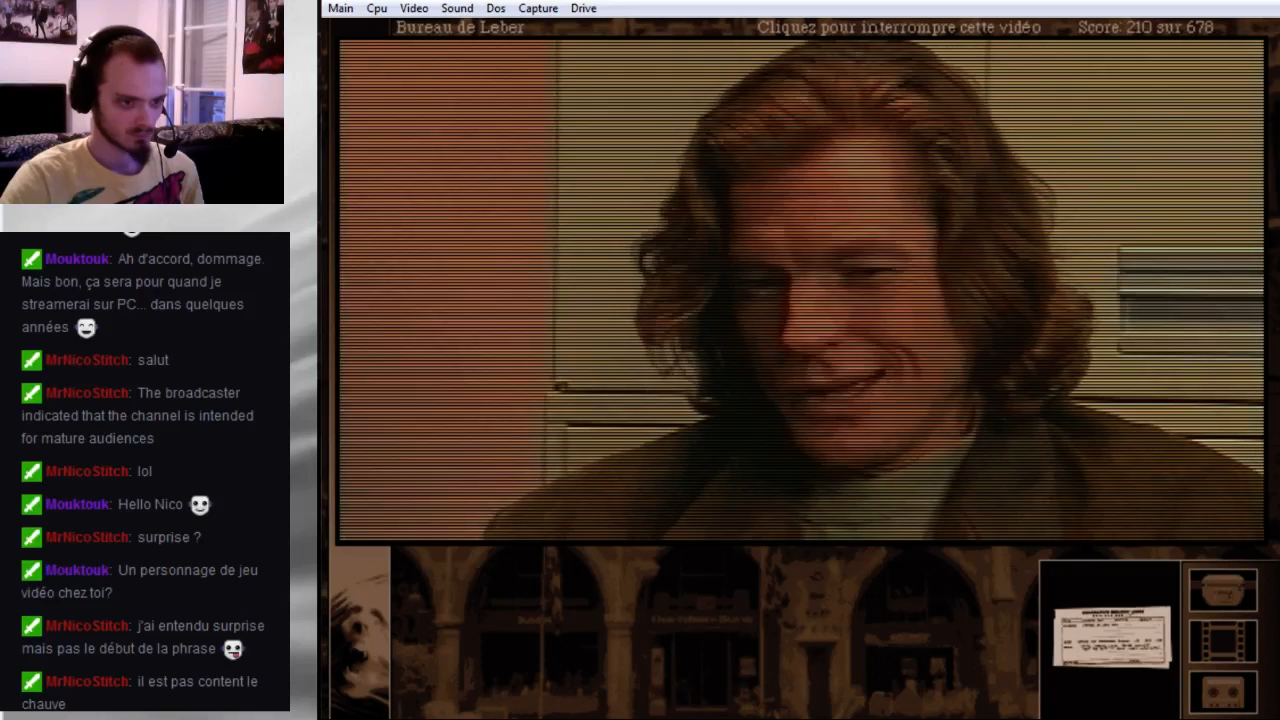 Main Cpu Video Sound Dos Capture Drive
Bureau de Leber Cliquez pour interrompre cette vidéo Score: 210 sur 678
Mouktouk: Ah d'accord, dommage.
Mais bon, ça sera pour quand je
streamerai sur PC... dans quelques
années
MrNicoStitch: salut
MrNicoStitch: The broadcaster
indicated that the channel is intended
for mature audiences
MrNicoStitch: lol
Mouktouk: Hello Nico
MrNicoStitch: surprise ?
Mouktouk: Un personnage de jeu
vidéo chez toi?
MrNicoStitch: j'ai entendu surprise
mais pas le début de la phrase
MrNicoStitch: il est pas content le
chauve